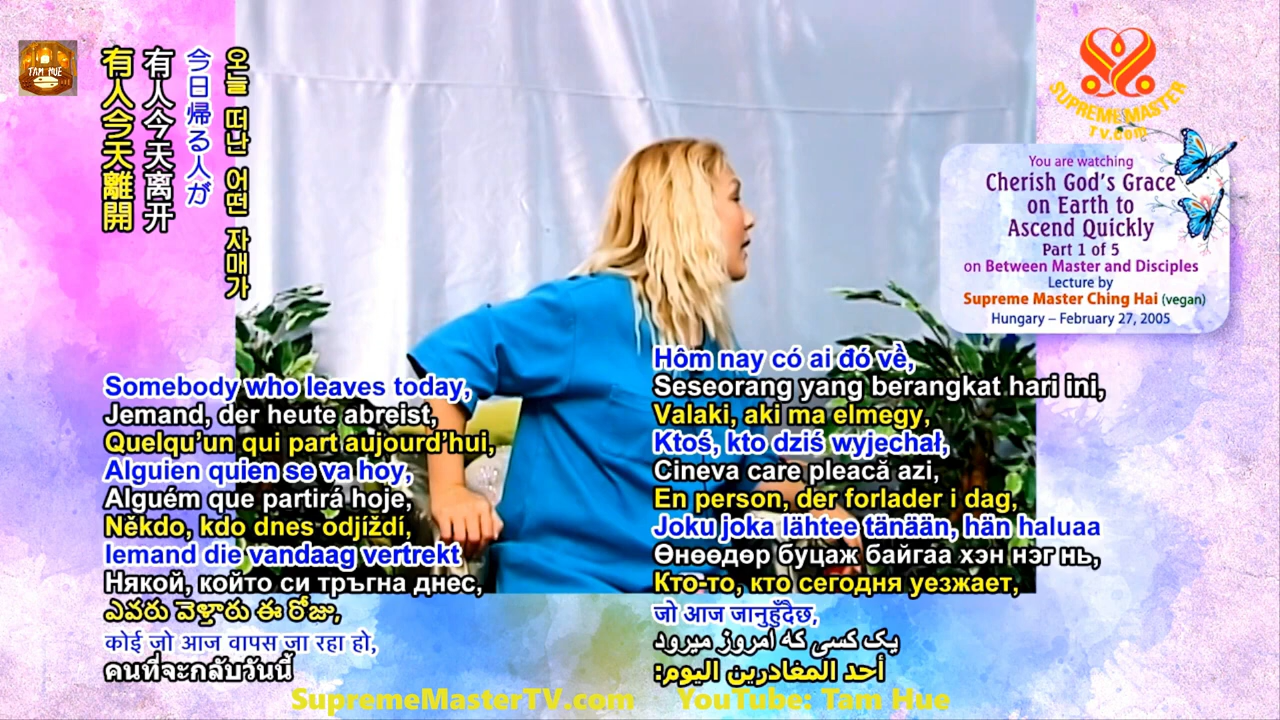 TAM HUE
有人今天離開
有人今天离开
今日帰る人が
오늘 떠난 어떤 자매가
SUPREME MASTER
TV.com
You are watching
Cherish God's Grace
on Earth to
Ascend Quickly
Part 1 of 5
on Between Master and Disciples
Lecture by
Supreme Master Ching Hai (vegan)
Hungary – February 27, 2005
Somebody who leaves today,
Jemand, der heute abreist,
Quelqu'un qui part aujourd'hui,
Alguien quien se va hoy,
Alguém que partirá hoje,
Někdo, kdo dnes odjíždí,
Iemand die vandaag vertrekt
Някой, който си тръгна днес,
ఎవరు వెళ్తారు ఈ రోజు,
कोई जो आज वापस जा रहा हो,
คนที่จะกลับวันนี้
Hôm nay có ai đó về,
Seseorang yang berangkat hari ini,
Valaki, aki ma elmegy,
Ktoś, kto dziś wyjechał,
Cineva care pleacă azi,
En person, der forlader i dag,
Joku joka lähtee tänään, hän haluaa
Өнөөдөр буцаж байгаа хэн нэг нь,
Кто-то, кто сегодня уезжает,
जो आज जानुहुँदैछ,
یک کسی که امروز میرود
أحد المغادرين اليوم:
SupremeMasterTV.com
YouTube: Tam Hue